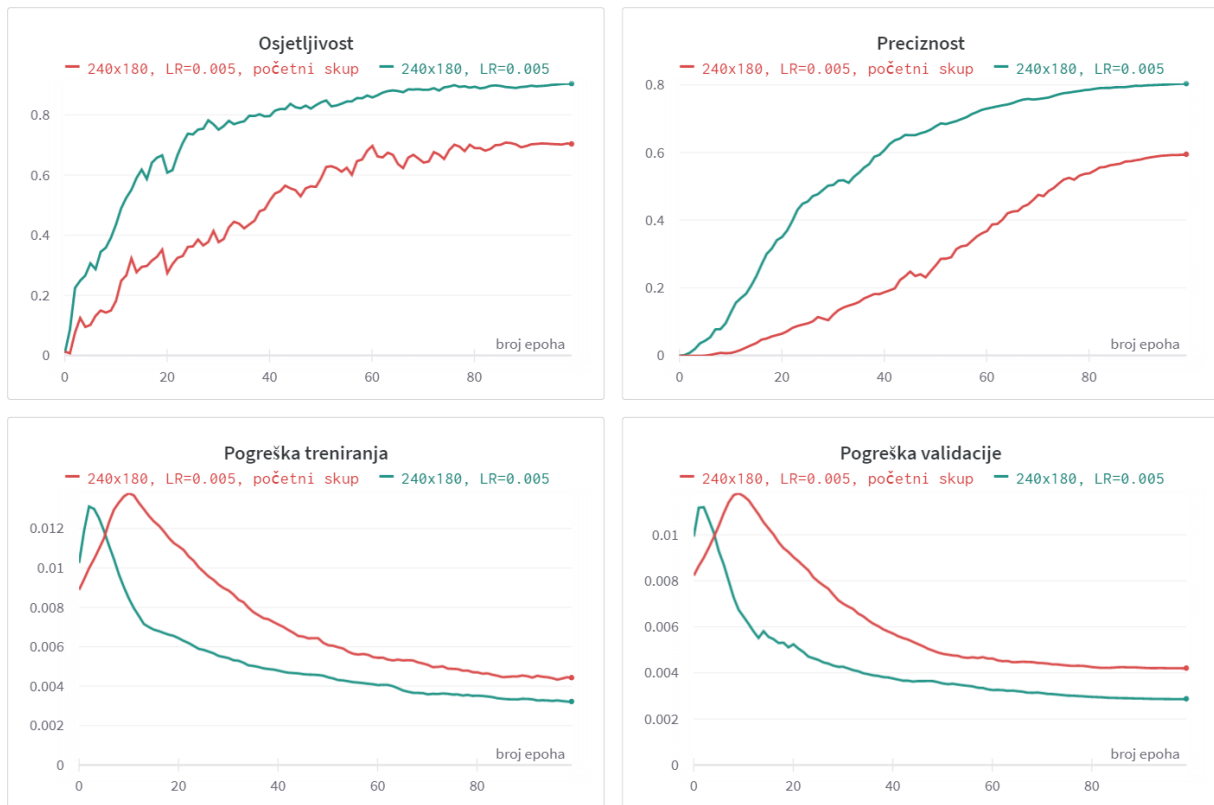 Osjetljivost
240x180, LR=0.005, početni skup 240x180, LR=0.005
0.8
0.6
0.4
0.2
0
broj epoha
0 20 40 60 80
Preciznost
240x180, LR=0.005, početni skup 240x180, LR=0.005
0.8
0.6
0.4
0.2
0
broj epoha
0 20 40 60 80
Pogreška treniranja
240x180, LR=0.005, početni skup 240x180, LR=0.005
0.012
0.01
0.008
0.006
0.004
0.002
0
broj epoha
0 20 40 60 80
Pogreška validacije
240x180, LR=0.005, početni skup 240x180, LR=0.005
0.01
0.008
0.006
0.004
0.002
0
broj epoha
0 20 40 60 80